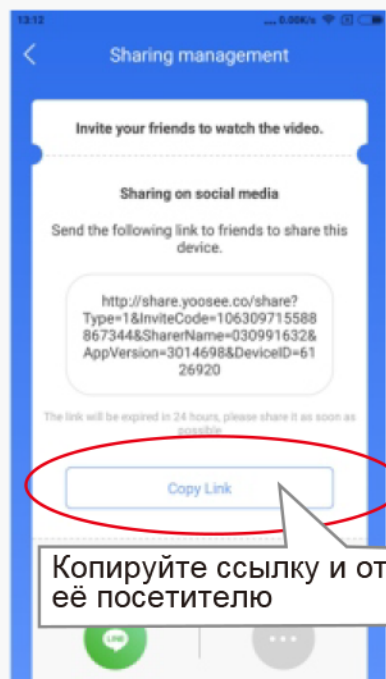 13:12
... 0.00K/s
Sharing management
Invite your friends to watch the video.
Sharing on social media
Send the following link to friends to share this
device.
http://share.yoosee.co/share?
Type=1&InviteCode=106309715588
867344&SharerName=030991632&
AppVersion=3014698&DeviceID=61
26920
The link will be expired in 24 hours, please share it as soon as
possible
Copy Link
Копируйте ссылку и от
её посетителю
LINE